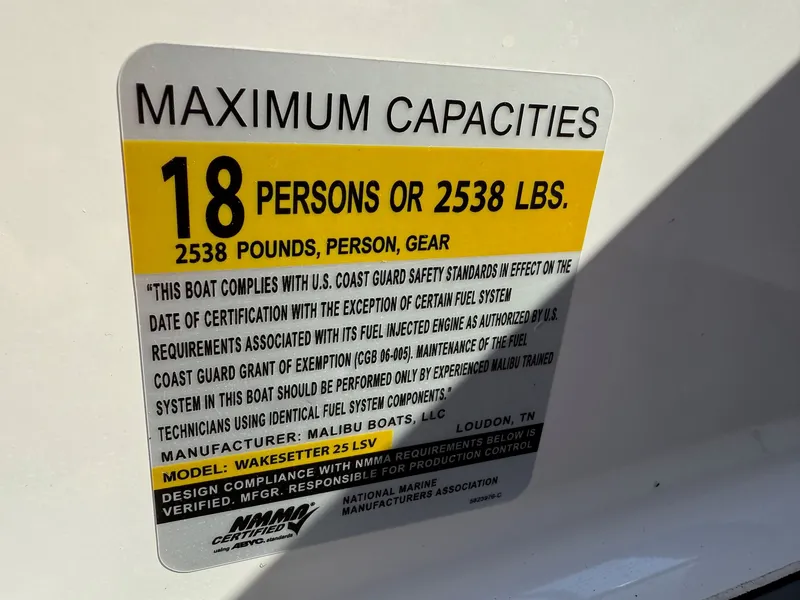 MAXIMUM CAPACITIES
18 PERSONS OR 2538 LBS.
2538 POUNDS, PERSON, GEAR
"THIS BOAT COMPLIES WITH U.S. COAST GUARD SAFETY STANDARDS IN EFFECT ON THE
DATE OF CERTIFICATION WITH THE EXCEPTION OF CERTAIN FUEL SYSTEM
REQUIREMENTS ASSOCIATED WITH ITS FUEL INJECTED ENGINE AS AUTHORIZED BY U.S.
COAST GUARD GRANT OF EXEMPTION (CGB 06-005). MAINTENANCE OF THE FUEL
SYSTEM IN THIS BOAT SHOULD BE PERFORMED ONLY BY EXPERIENCED MALIBU TRAINED
TECHNICIANS USING IDENTICAL FUEL SYSTEM COMPONENTS."
MANUFACTURER: MALIBU BOATS, LLC LOUDON, TN
MODEL: WAKESETTER 25 LSV
DESIGN COMPLIANCE WITH NMMA REQUIREMENTS BELOW IS
VERIFIED. MFGR. RESPONSIBLE FOR PRODUCTION CONTROL
NMMA
CERTIFIED
using ABYC standards
NATIONAL MARINE
MANUFACTURERS ASSOCIATION